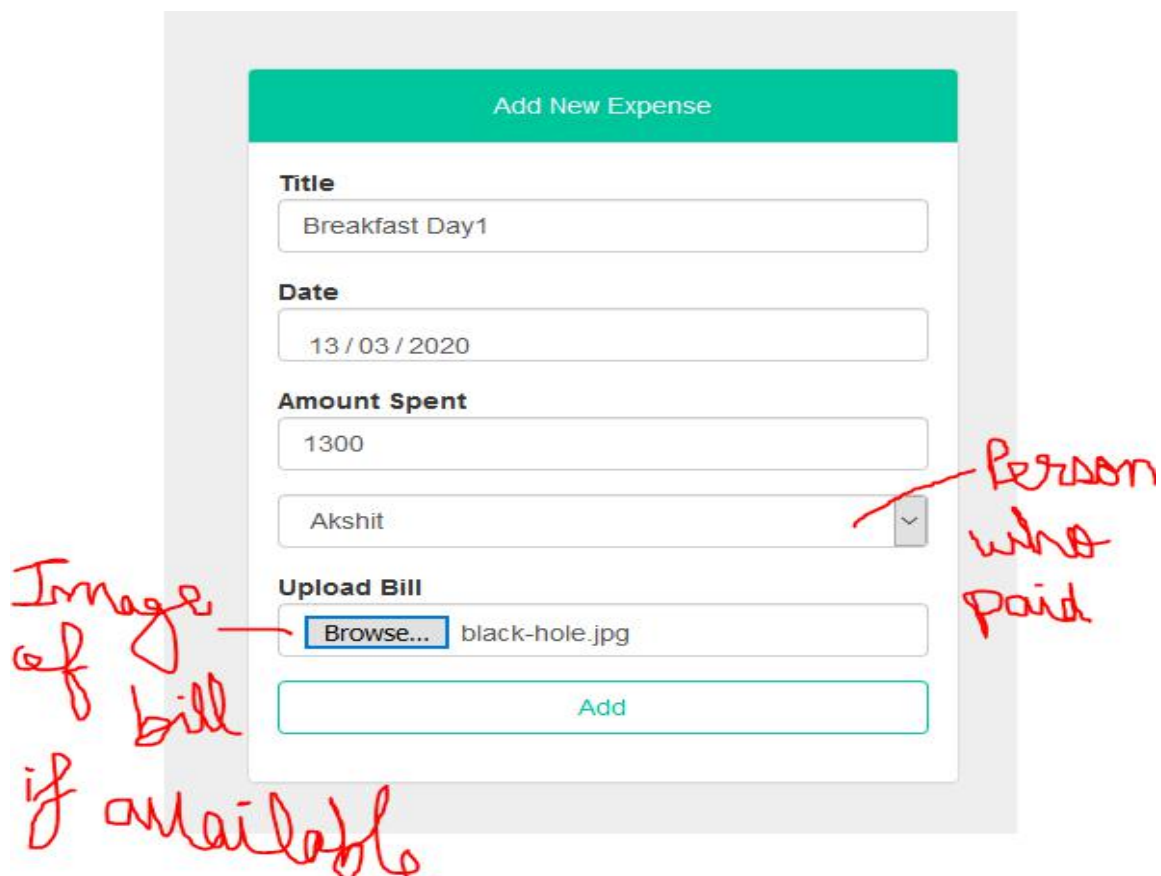 Add New Expense
Title
Breakfast Day1
Date
13 / 03 / 2020
Amount Spent
1300
Akshit
Person
who
paid
Upload Bill
Browse... black-hole.jpg
Image
of
bill
if available
Add